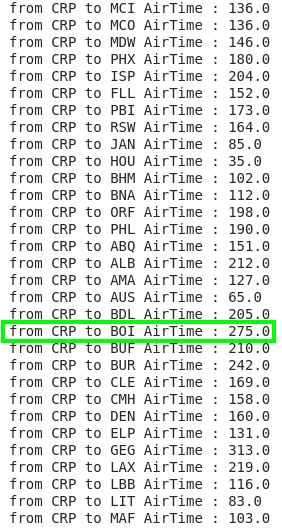 from CRP to MCI AirTime : 136.0
from CRP to MCO AirTime : 136.0
from CRP to MDW AirTime : 146.0
from CRP to PHX AirTime : 180.0
from CRP to ISP AirTime : 204.0
from CRP to FLL AirTime : 152.0
from CRP to PBI AirTime : 173.0
from CRP to RSW AirTime : 164.0
from CRP to JAN AirTime : 85.0
from CRP to HOU AirTime : 35.0
from CRP to BHM AirTime : 102.0
from CRP to BNA AirTime : 112.0
from CRP to ORF AirTime : 198.0
from CRP to PHL AirTime : 190.0
from CRP to ABQ AirTime : 151.0
from CRP to ALB AirTime : 212.0
from CRP to AMA AirTime : 127.0
from CRP to AUS AirTime : 65.0
from CRP to BDL AirTime : 205.0
from CRP to BOI AirTime : 275.0
from CRP to BUF AirTime : 210.0
from CRP to BUR AirTime : 242.0
from CRP to CLE AirTime : 169.0
from CRP to CMH AirTime : 158.0
from CRP to DEN AirTime : 160.0
from CRP to ELP AirTime : 131.0
from CRP to GEG AirTime : 313.0
from CRP to LAX AirTime : 219.0
from CRP to LBB AirTime : 116.0
from CRP to LIT AirTime : 83.0
from CRP to MAF AirTime : 103.0